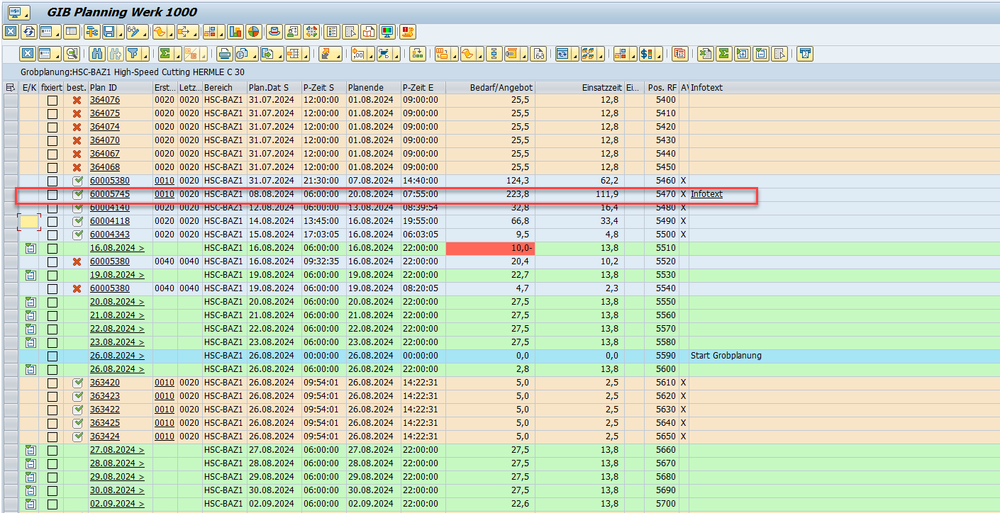 GIB Planning Werk 1000
Grobplanung:HSC-BAZ1 High-Speed Cutting HERMLE C 30
E/K fixiert best. Plan ID Erst... Letz... Bereich Plan.Dat S P-Zeit S Planende P-Zeit E Bedarf/Angebot Einsatzzeit Ei... Pos. RF AV Infotext
364076 0020 0020 HSC-BAZ1 31.07.2024 12:00:00 01.08.2024 09:00:00 25,5 12,8 5400
364075 0020 0020 HSC-BAZ1 31.07.2024 12:00:00 01.08.2024 09:00:00 25,5 12,8 5410
364074 0020 0020 HSC-BAZ1 31.07.2024 12:00:00 01.08.2024 09:00:00 25,5 12,8 5420
364070 0020 0020 HSC-BAZ1 31.07.2024 12:00:00 01.08.2024 09:00:00 25,5 12,8 5430
364067 0020 0020 HSC-BAZ1 31.07.2024 12:00:00 01.08.2024 09:00:00 25,5 12,8 5440
364068 0020 0020 HSC-BAZ1 31.07.2024 12:00:00 01.08.2024 09:00:00 25,5 12,8 5450
60005380 0010 0020 HSC-BAZ1 31.07.2024 21:30:00 07.08.2024 14:40:00 124,3 62,2 5460 X
60005745 0010 0020 HSC-BAZ1 08.08.2024 06:00:00 20.08.2024 07:55:00 223,8 111,9 5470 X Infotext
60004140 0020 0020 HSC-BAZ1 12.08.2024 06:00:00 13.08.2024 08:39:54 32,8 16,4 5480 X
60004118 0020 0020 HSC-BAZ1 14.08.2024 13:45:00 16.08.2024 19:55:00 66,8 33,4 5490 X
60004343 0020 0020 HSC-BAZ1 15.08.2024 17:03:05 16.08.2024 06:03:05 9,5 4,8 5500 X
16.08.2024 > HSC-BAZ1 16.08.2024 06:00:00 16.08.2024 22:00:00 10,0- 13,8 5510
60005380 0040 0040 HSC-BAZ1 16.08.2024 09:32:35 16.08.2024 22:00:00 20,4 10,2 5520
19.08.2024 > HSC-BAZ1 19.08.2024 06:00:00 19.08.2024 22:00:00 22,7 13,8 5530
60005380 0040 0040 HSC-BAZ1 19.08.2024 06:00:00 19.08.2024 08:20:05 4,7 2,3 5540
20.08.2024 > HSC-BAZ1 20.08.2024 06:00:00 20.08.2024 22:00:00 27,5 13,8 5550
21.08.2024 > HSC-BAZ1 21.08.2024 06:00:00 21.08.2024 22:00:00 27,5 13,8 5560
22.08.2024 > HSC-BAZ1 22.08.2024 06:00:00 22.08.2024 22:00:00 27,5 13,8 5570
23.08.2024 > HSC-BAZ1 23.08.2024 06:00:00 23.08.2024 22:00:00 27,5 13,8 5580
26.08.2024 > HSC-BAZ1 26.08.2024 00:00:00 26.08.2024 00:00:00 0,0 0,0 5590 Start Grobplanung
26.08.2024 > HSC-BAZ1 26.08.2024 06:00:00 26.08.2024 22:00:00 2,8 13,8 5600
363420 0010 0020 HSC-BAZ1 26.08.2024 09:54:01 26.08.2024 14:22:31 5,0 2,5 5610 X
363423 0010 0020 HSC-BAZ1 26.08.2024 09:54:01 26.08.2024 14:22:31 5,0 2,5 5620 X
363422 0010 0020 HSC-BAZ1 26.08.2024 09:54:01 26.08.2024 14:22:31 5,0 2,5 5630 X
363425 0010 0020 HSC-BAZ1 26.08.2024 09:54:01 26.08.2024 14:22:31 5,0 2,5 5640 X
363424 0010 0020 HSC-BAZ1 26.08.2024 09:54:01 26.08.2024 14:22:31 5,0 2,5 5650 X
27.08.2024 > HSC-BAZ1 27.08.2024 06:00:00 27.08.2024 22:00:00 27,5 13,8 5660
28.08.2024 > HSC-BAZ1 28.08.2024 06:00:00 28.08.2024 22:00:00 27,5 13,8 5670
29.08.2024 > HSC-BAZ1 29.08.2024 06:00:00 29.08.2024 22:00:00 27,5 13,8 5680
30.08.2024 > HSC-BAZ1 30.08.2024 06:00:00 30.08.2024 22:00:00 27,5 13,8 5690
02.09.2024 > HSC-BAZ1 02.09.2024 06:00:00 02.09.2024 22:00:00 22,6 13,8 5700